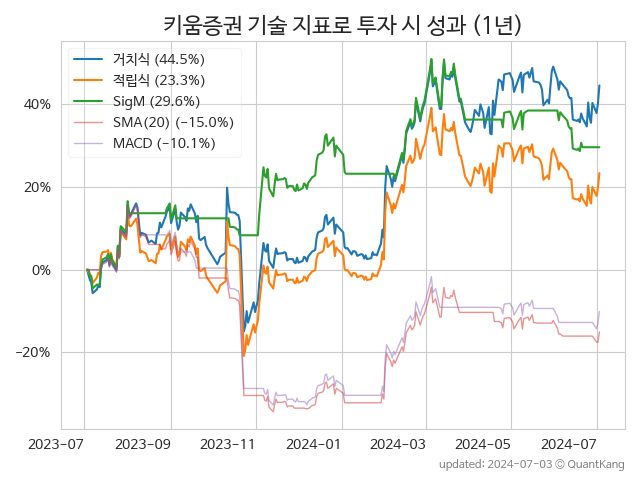 키움증권 기술 지표로 투자 시 성과 (1년)
거치식 (44.5%)
적립식 (23.3%)
SigM (29.6%)
SMA(20) (−15.0%)
MACD (−10.1%)
40%
20%
0%
−20%
2023-07
2023-09
2023-11
2024-01
2024-03
2024-05
2024-07
updated: 2024-07-03 © QuantKang